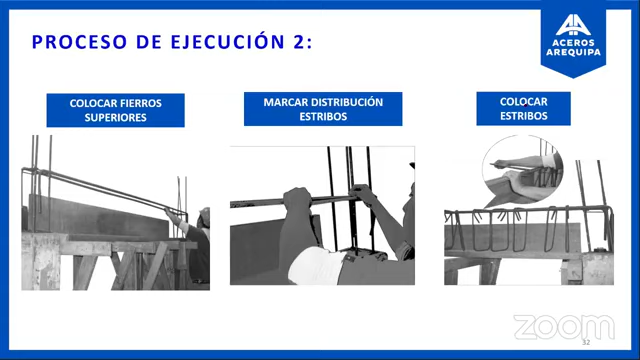 PROCESO DE EJECUCIÓN 2:
ACEROS
AREQUIPA
COLOCAR FIERROS
SUPERIORES
MARCAR DISTRIBUCIÓN
ESTRIBOS
COLOCAR
ESTRIBOS
zoom
32